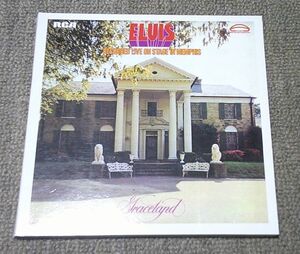 RCA
ELVIS
RECORDED LIVE ON STAGE IN MEMPHIS
Graceland